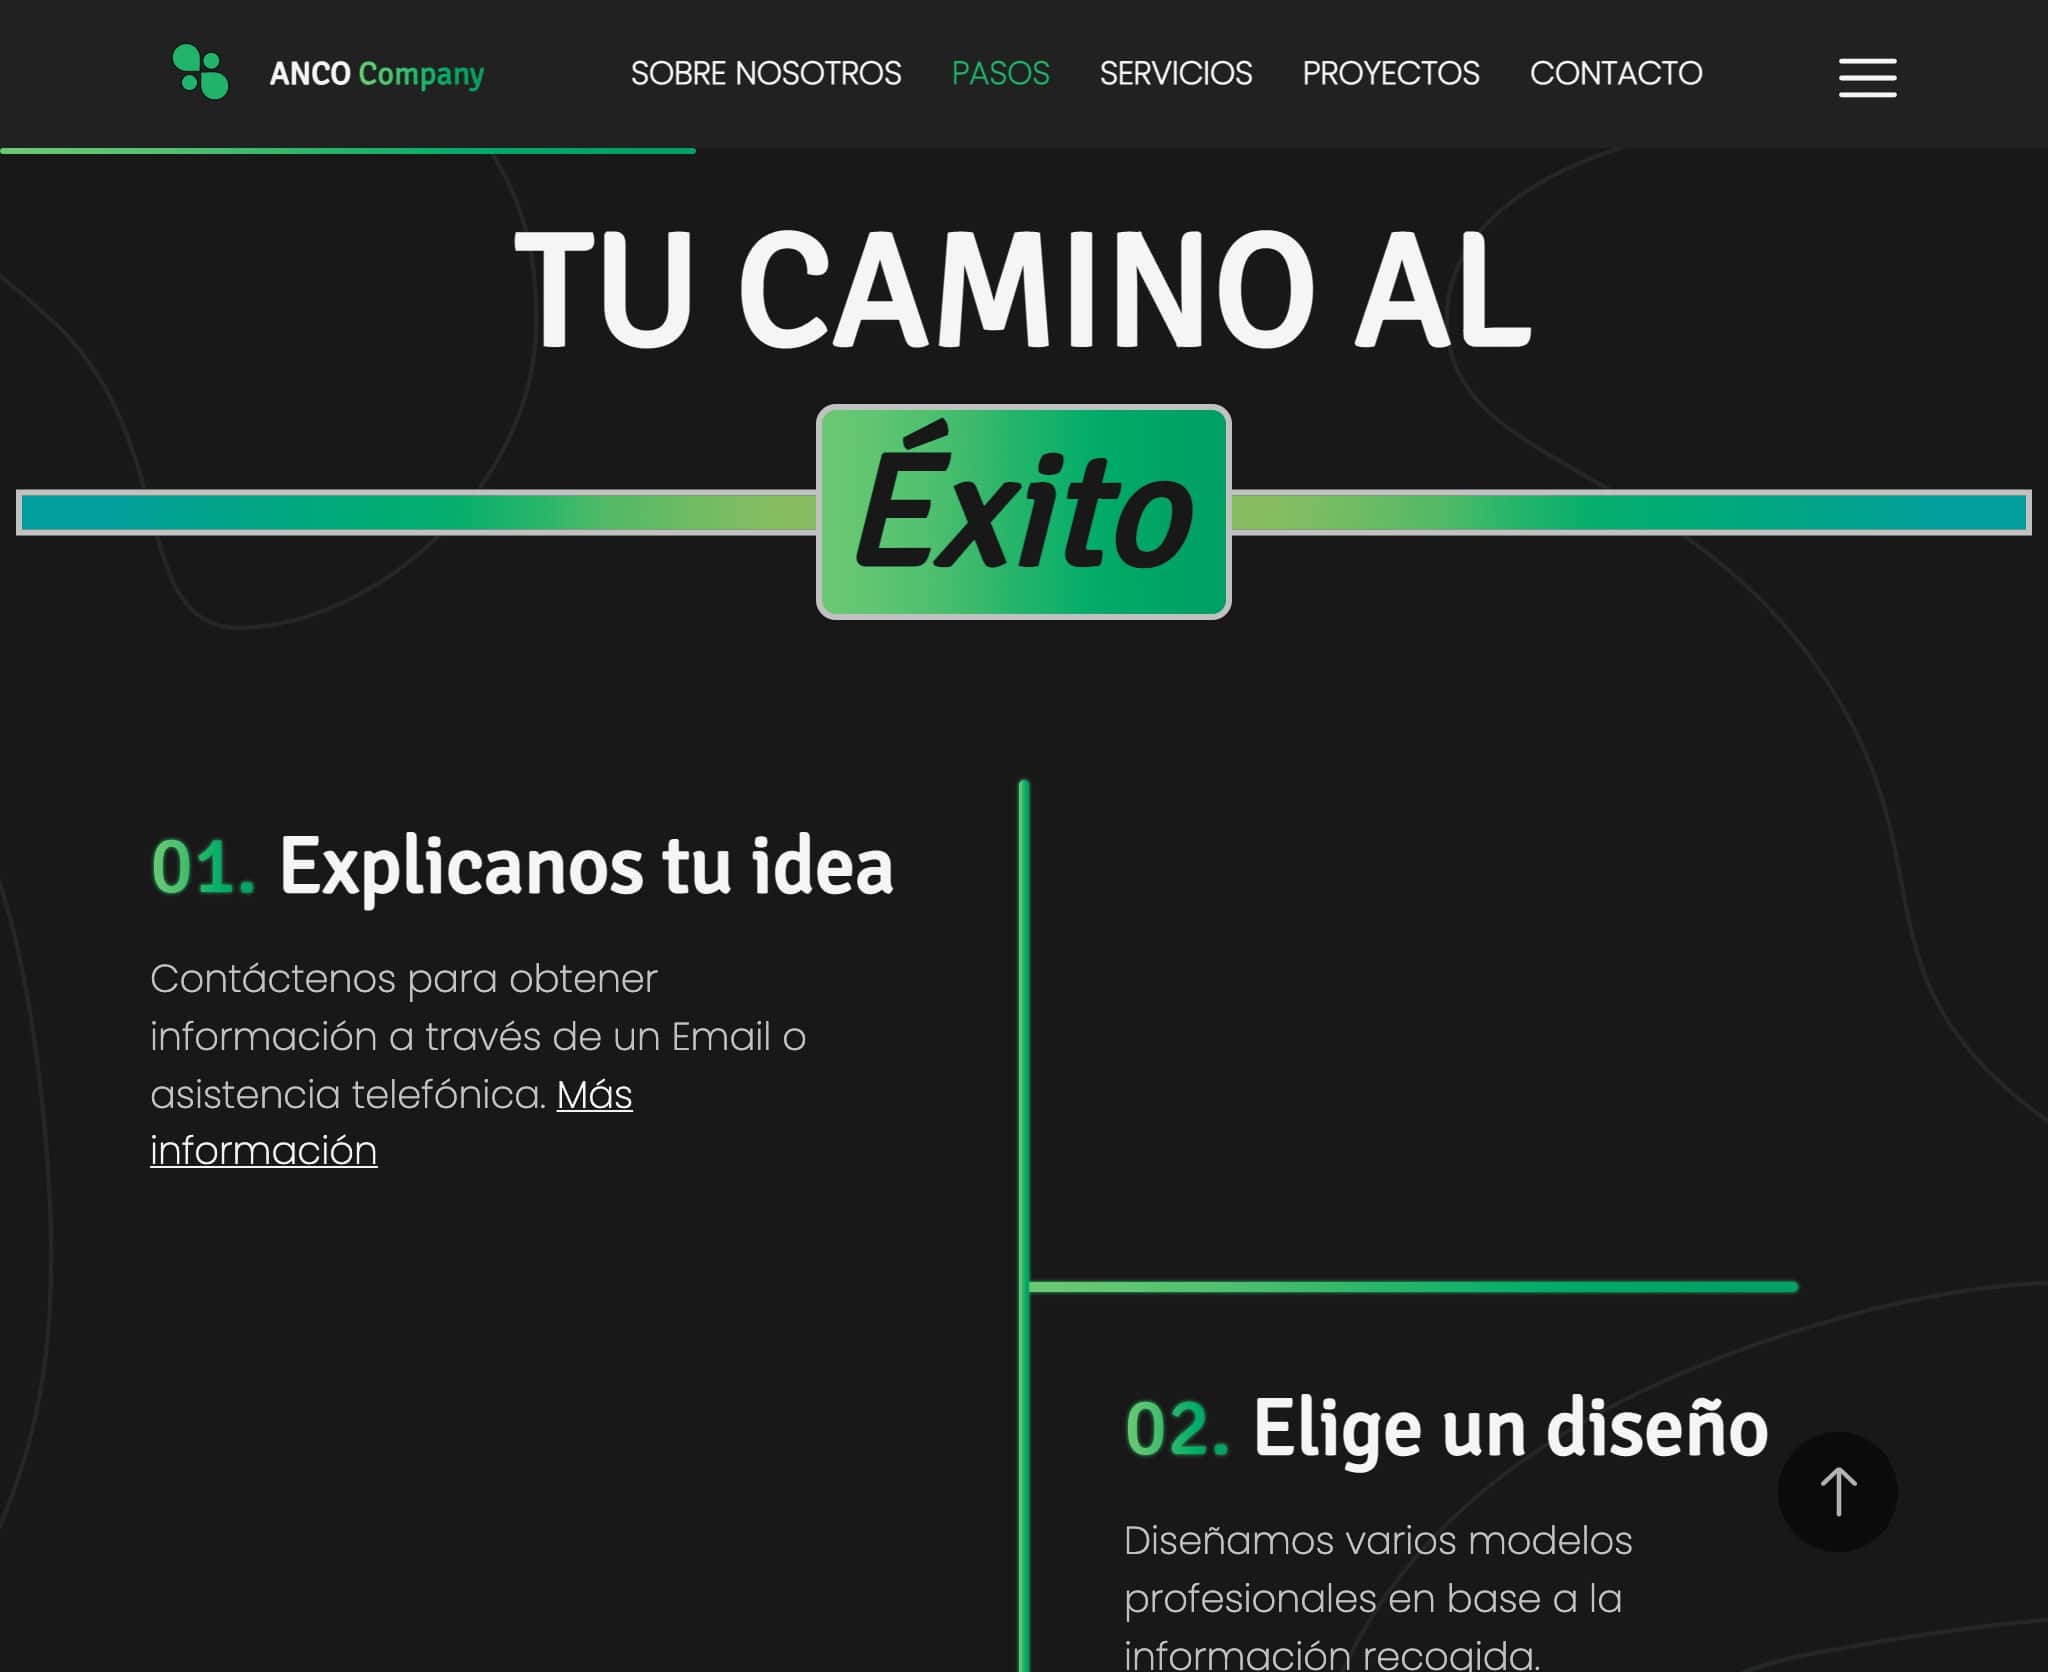 ANCO Company
SOBRE NOSOTROS
PASOS
SERVICIOS
PROYECTOS
CONTACTO
TU CAMINO AL
Éxito
01. Explicanos tu idea
Contáctenos para obtener
información a través de un Email o
asistencia telefónica. Más
información
02. Elige un diseño
Diseñamos varios modelos
profesionales en base a la
información recogida.